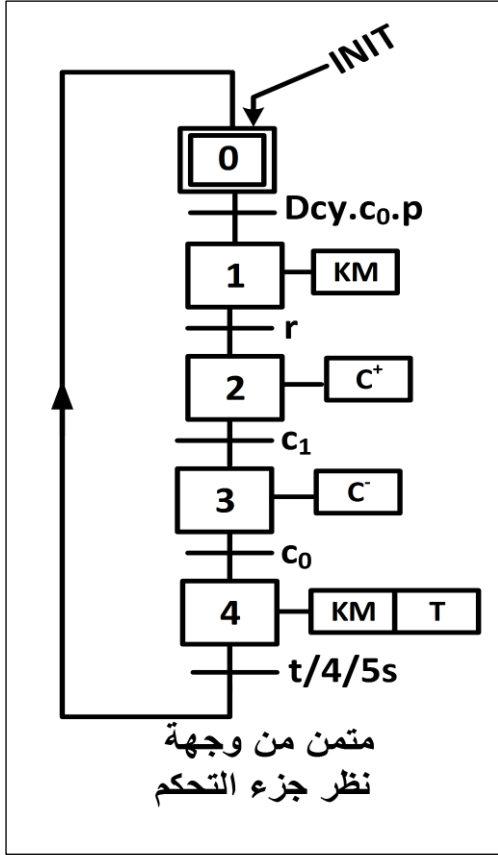 INIT
0
Dcy.c₀.p
1
KM
r
2
C⁺
c₁
3
C⁻
c₀
4
KM
T
t/4/5s
متمن من وجهة
نظر جزء التحكم